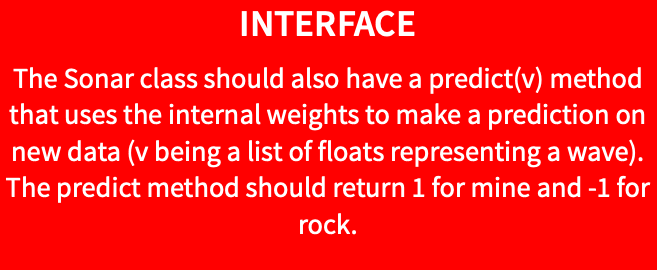 INTERFACE
The Sonar class should also have a predict(v) method
that uses the internal weights to make a prediction on
new data (v being a list of floats representing a wave).
The predict method should return 1 for mine and -1 for
rock.